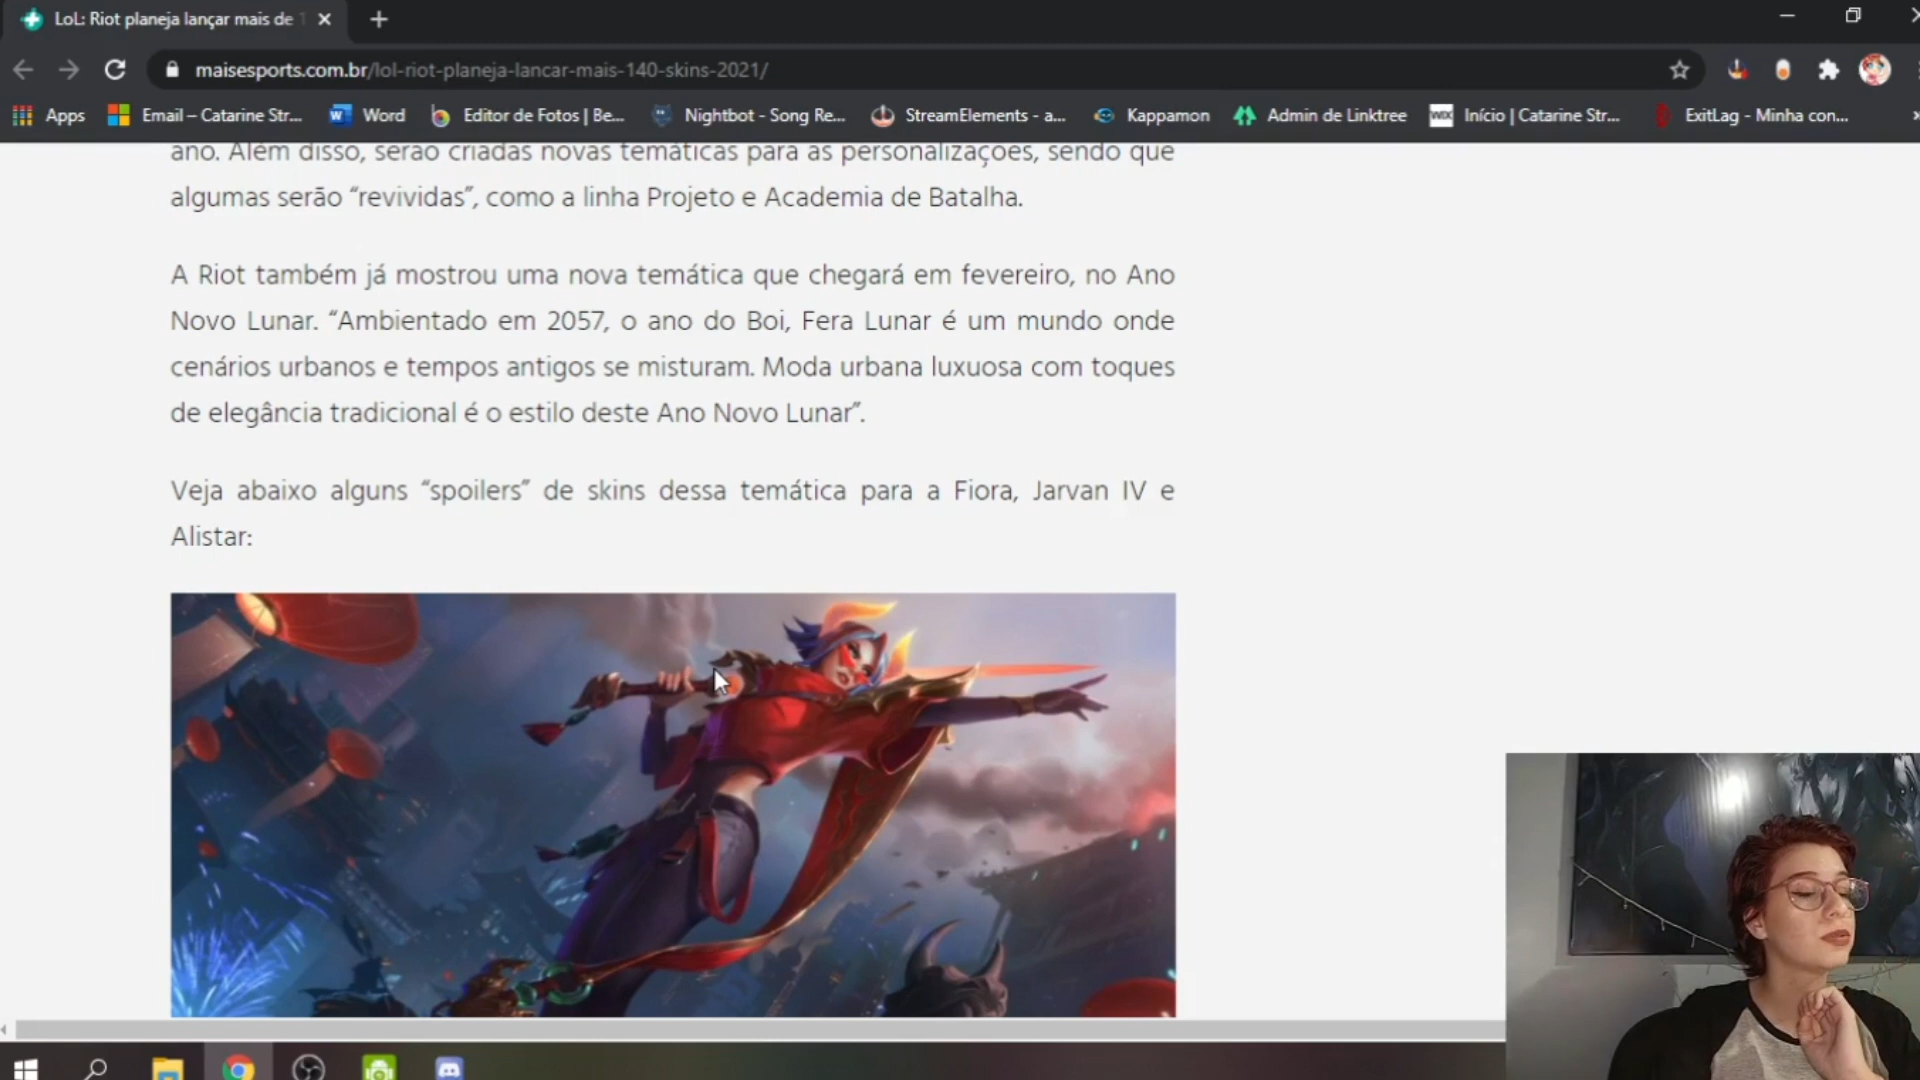 LoL: Riot planeja lançar mais de 1
maisesports.com.br/lol-riot-planeja-lancar-mais-140-skins-2021/
Apps Email – Catarine Str... Word Editor de Fotos | Be... Nightbot - Song Re... StreamElements - a... Kappamon Admin de Linktree WIX Início | Catarine Str... ExitLag - Minha con...
ano. Além disso, serão criadas novas temáticas para as personalizações, sendo que
algumas serão “revividas”, como a linha Projeto e Academia de Batalha.
A Riot também já mostrou uma nova temática que chegará em fevereiro, no Ano
Novo Lunar. “Ambientado em 2057, o ano do Boi, Fera Lunar é um mundo onde
cenários urbanos e tempos antigos se misturam. Moda urbana luxuosa com toques
de elegância tradicional é o estilo deste Ano Novo Lunar”.
Veja abaixo alguns “spoilers” de skins dessa temática para a Fiora, Jarvan IV e
Alistar: